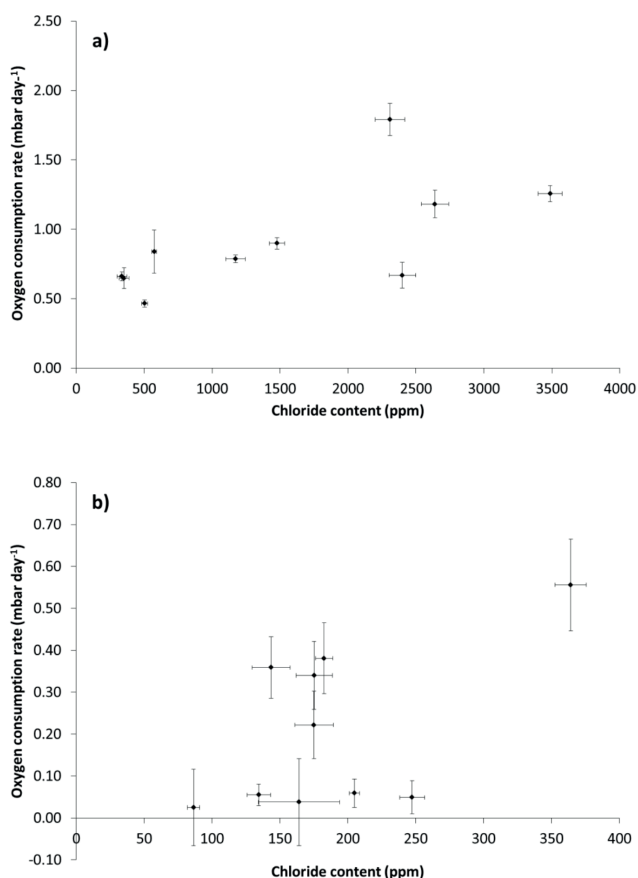 a)
Oxygen consumption rate (mbar day-¹)
2.50
2.00
1.50
1.00
0.50
0.00
0 500 1000 1500 2000 2500 3000 3500 4000
Chloride content (ppm)
b)
Oxygen consumption rate (mbar day⁻¹)
0.80
0.70
0.60
0.50
0.40
0.30
0.20
0.10
0.00
-0.10
0 50 100 150 200 250 300 350 400
Chloride content (ppm)